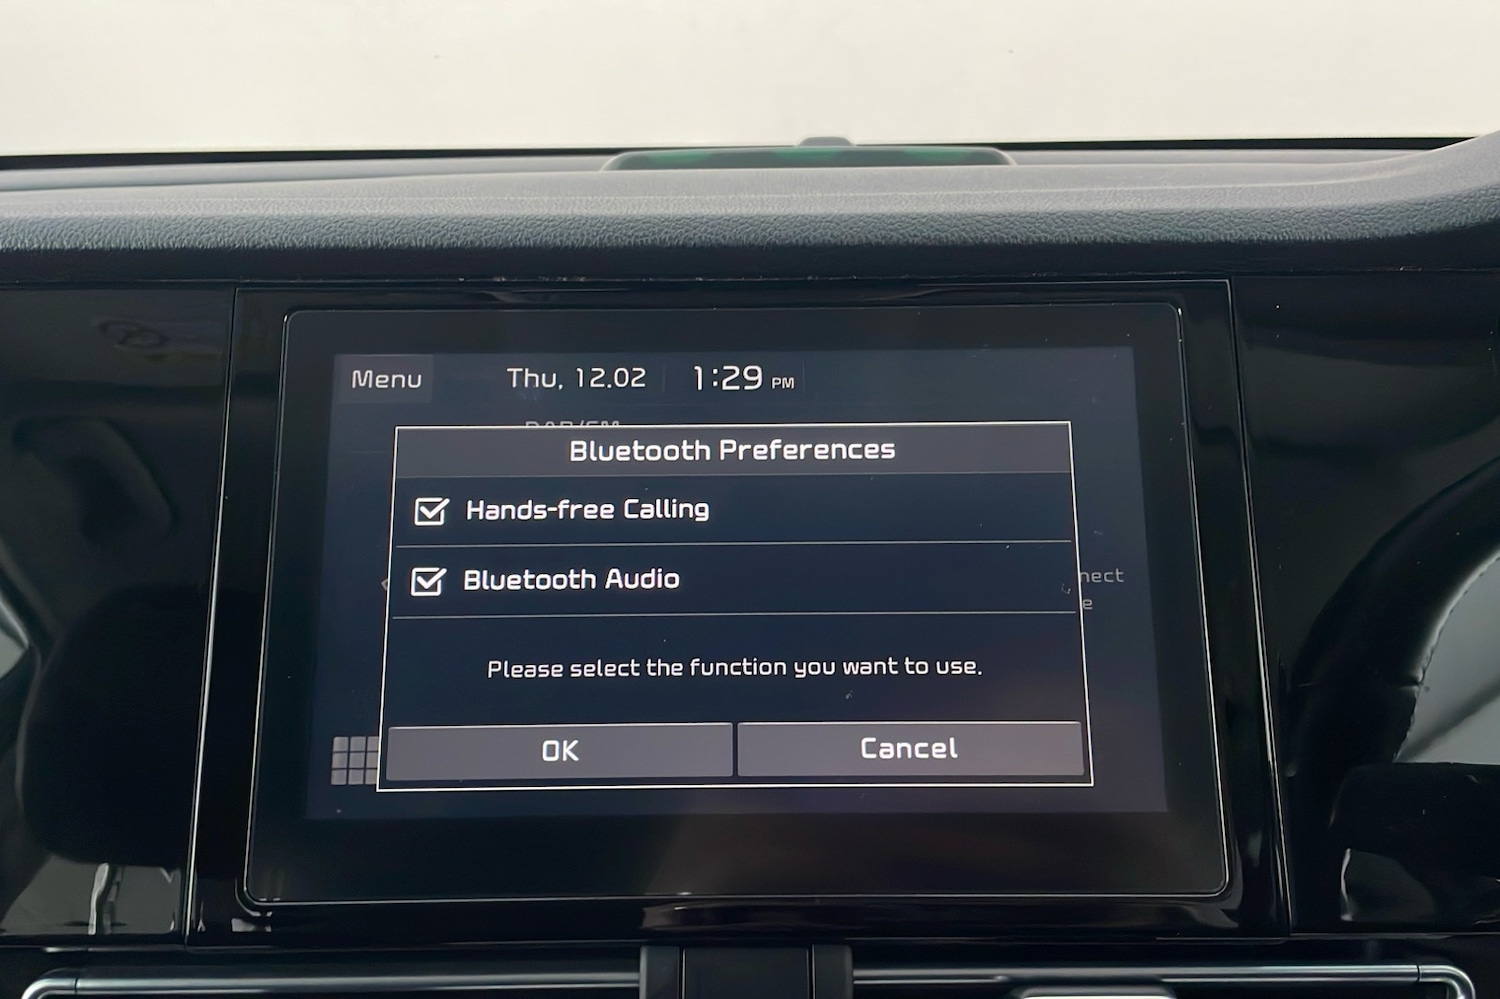 Menu Thu, 12.02 1:29 PM
Bluetooth Preferences
Hands-free Calling
Bluetooth Audio
Please select the function you want to use.
OK Cancel